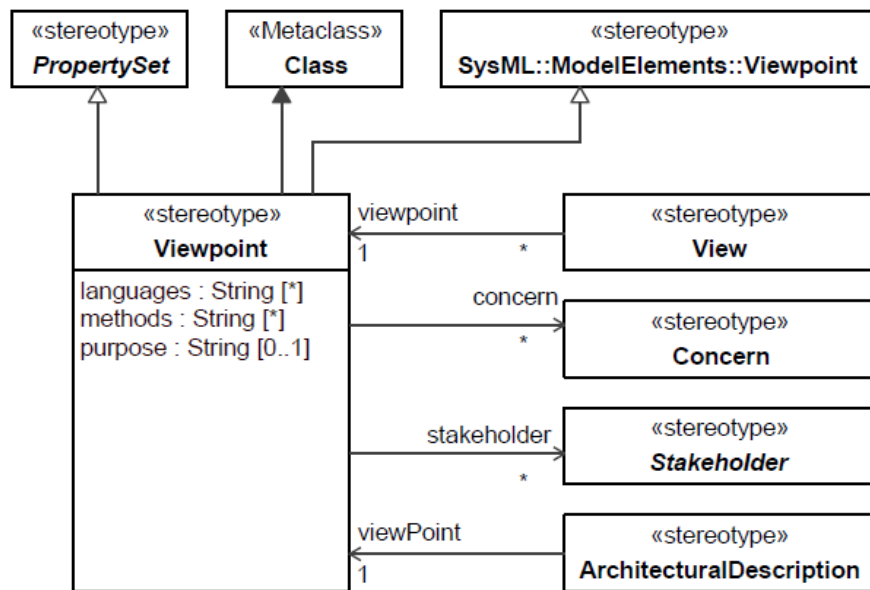 «stereotype»
PropertySet
«Metaclass»
Class
«stereotype»
SysML::ModelElements::Viewpoint
«stereotype»
Viewpoint
languages : String [*]
methods : String [*]
purpose : String [0..1]
viewpoint
1
*
«stereotype»
View
concern
*
«stereotype»
Concern
stakeholder
*
«stereotype»
Stakeholder
viewPoint
1
«stereotype»
ArchitecturalDescription